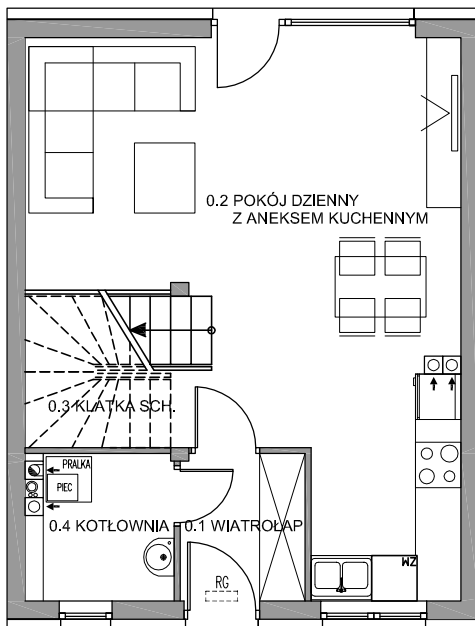 0.2 POKÓJ DZIENNY
Z ANEKSEM KUCHENNYM
0.3 KLATKA SCH.
PRALKA
PIEC
0.4 KOTŁOWNIA
0.1 WIATROŁAP
RG
ZM